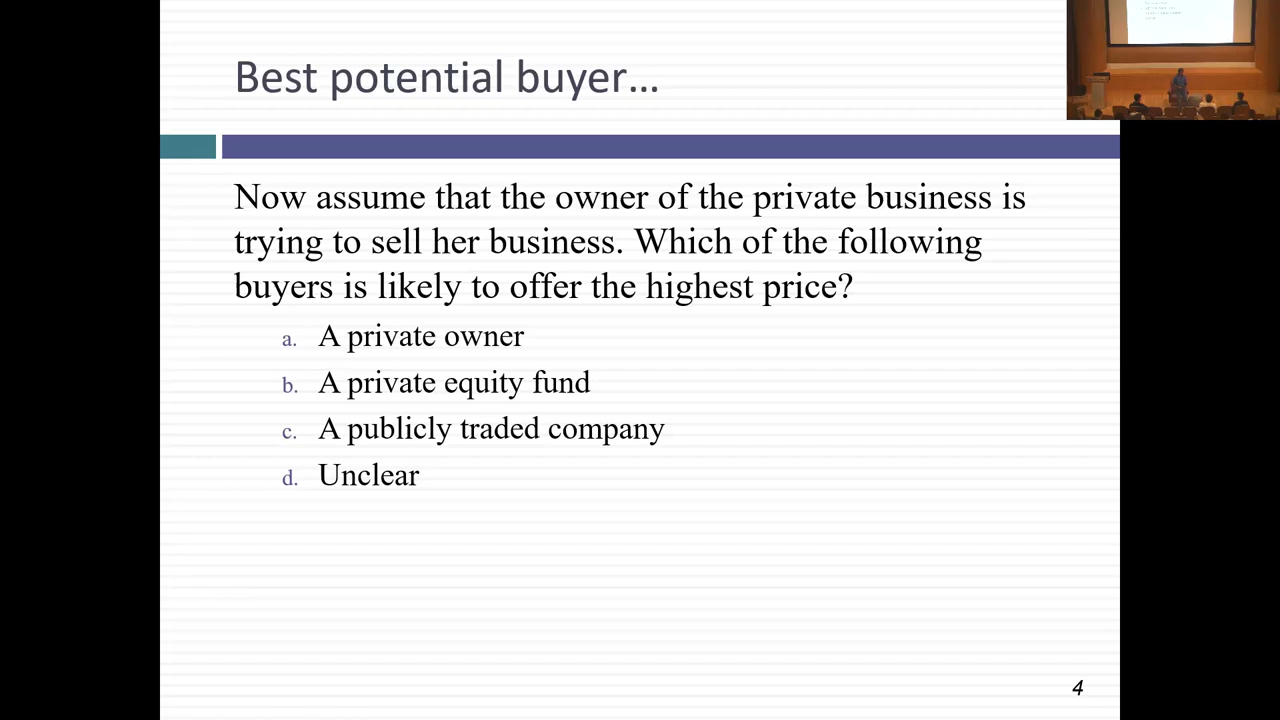 Best potential buyer…
Now assume that the owner of the private business is
trying to sell her business. Which of the following
buyers is likely to offer the highest price?
a. A private owner
b. A private equity fund
c. A publicly traded company
d. Unclear
4